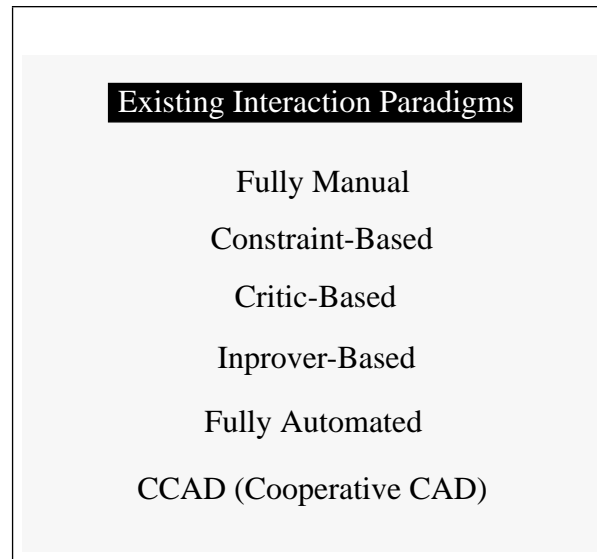 Existing Interaction Paradigms
Fully Manual
Constraint-Based
Critic-Based
Inprover-Based
Fully Automated
CCAD (Cooperative CAD)